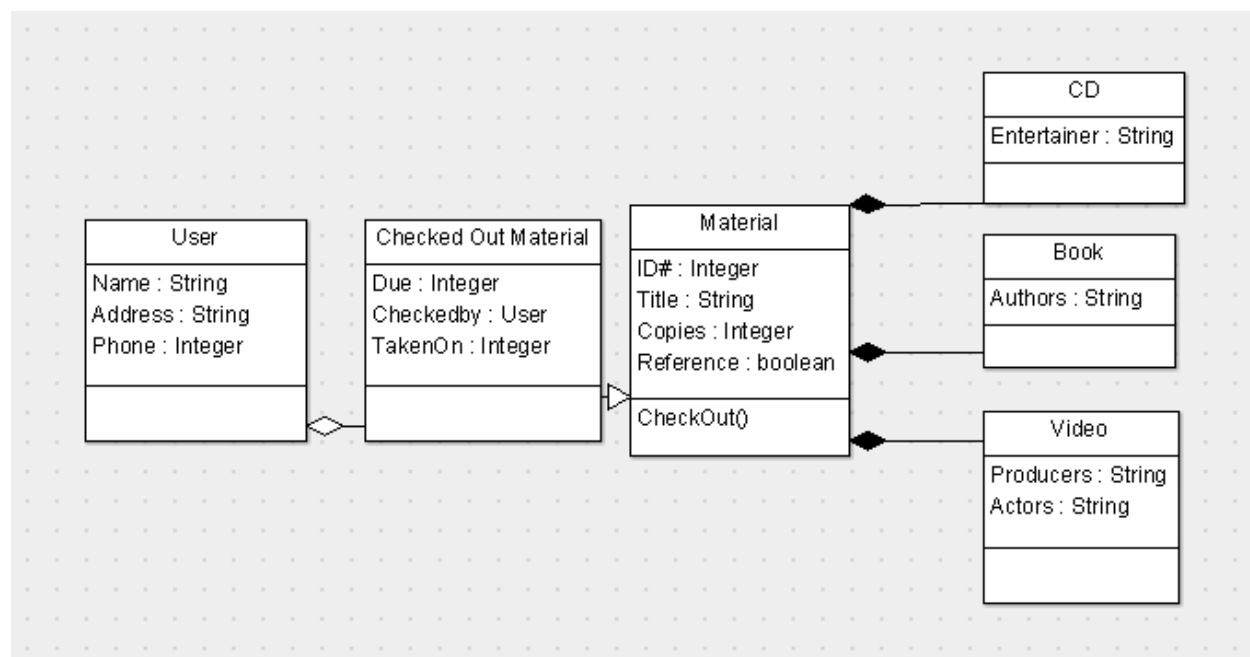 User
Name : String
Address : String
Phone : Integer
Checked Out Material
Due : Integer
Checkedby : User
TakenOn : Integer
Material
ID# : Integer
Title : String
Copies : Integer
Reference : boolean
CheckOut()
CD
Entertainer : String
Book
Authors : String
Video
Producers : String
Actors : String